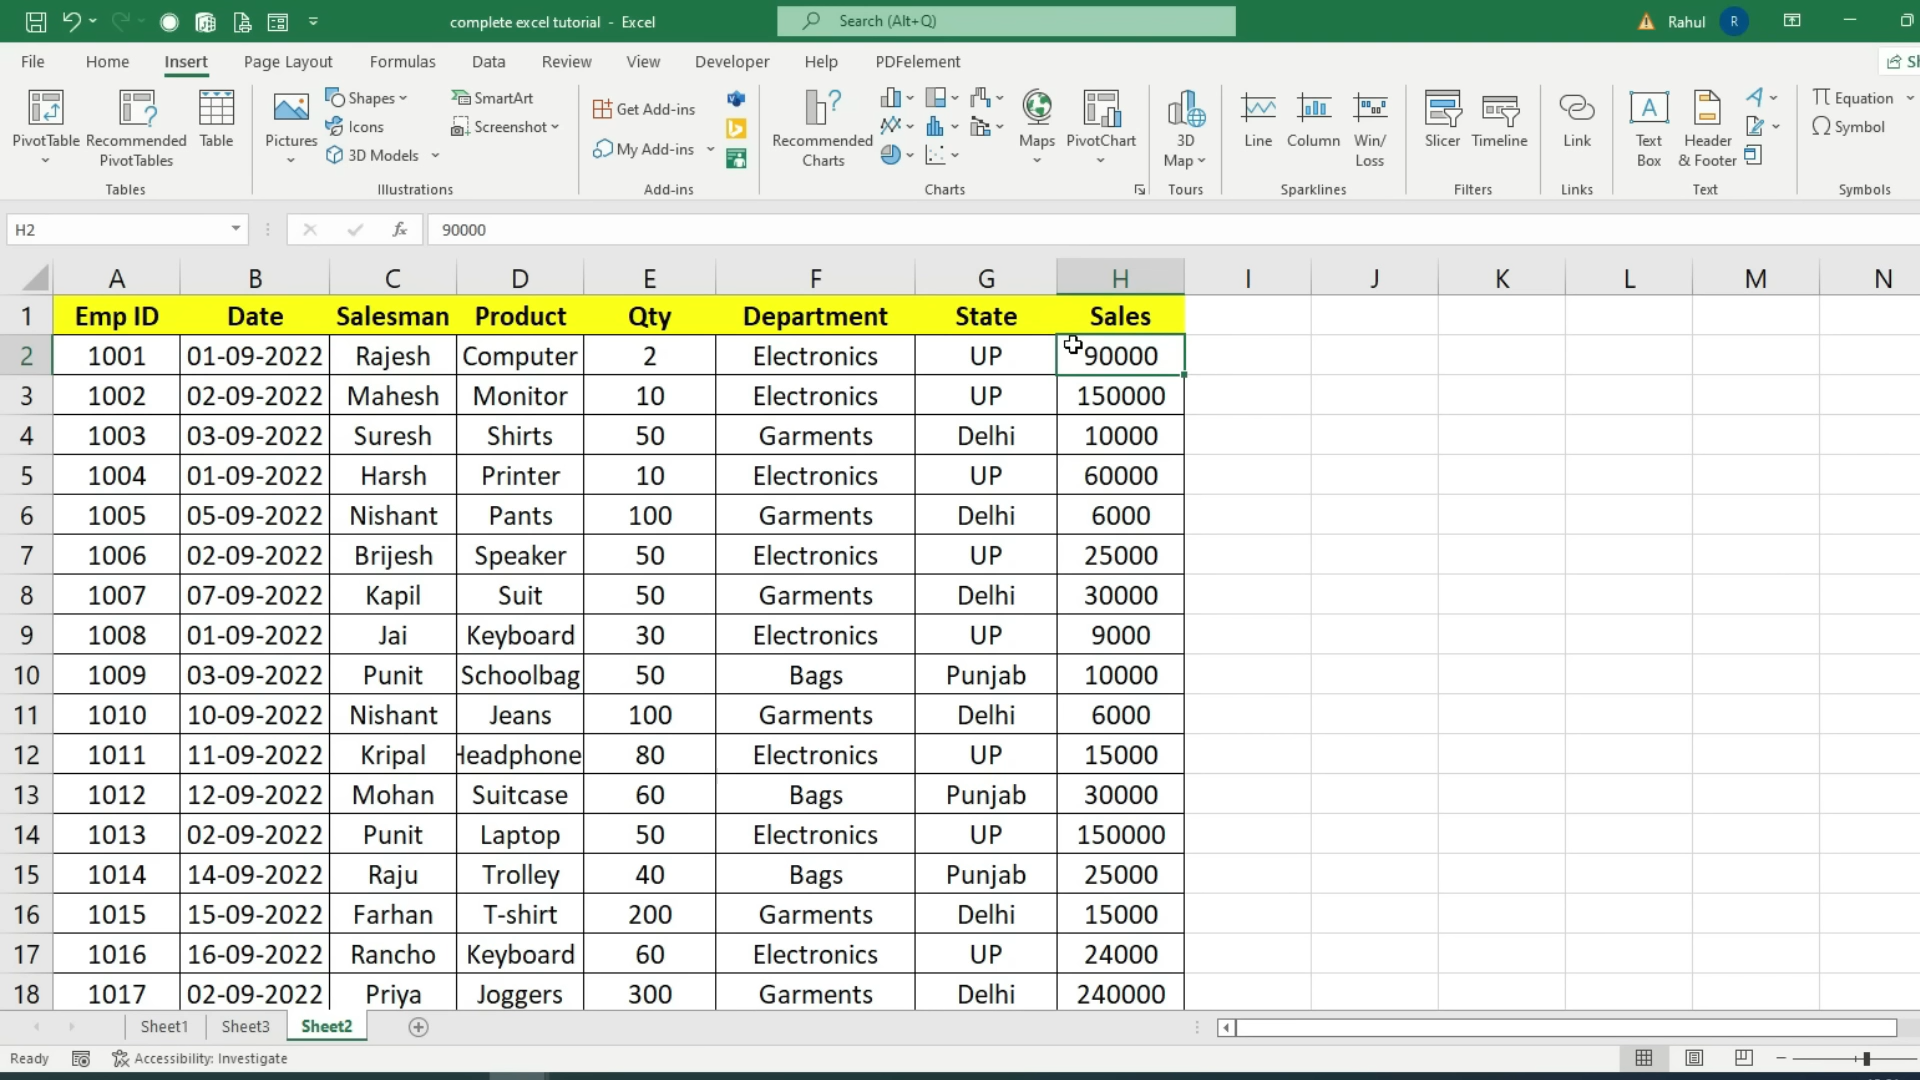 complete excel tutorial - Excel
Search (Alt+Q)
Rahul R
File Home Insert Page Layout Formulas Data Review View Developer Help PDFelement
PivotTable
Recommended PivotTables
Table
Tables
Pictures
Shapes
Icons
3D Models
SmartArt
Screenshot
Illustrations
Get Add-ins
My Add-ins
Add-ins
Recommended Charts
Maps
PivotChart
Charts
3D Map
Tours
Line
Column
Win/Loss
Sparklines
Slicer
Timeline
Filters
Link
Links
Text Box
Header & Footer
Text
Equation
Symbol
Symbols
H2 fx 90000
A B C D E F G H I J K L M N
1 Emp ID Date Salesman Product Qty Department State Sales
2 1001 01-09-2022 Rajesh Computer 2 Electronics UP 90000
3 1002 02-09-2022 Mahesh Monitor 10 Electronics UP 150000
4 1003 03-09-2022 Suresh Shirts 50 Garments Delhi 10000
5 1004 01-09-2022 Harsh Printer 10 Electronics UP 60000
6 1005 05-09-2022 Nishant Pants 100 Garments Delhi 6000
7 1006 02-09-2022 Brijesh Speaker 50 Electronics UP 25000
8 1007 07-09-2022 Kapil Suit 50 Garments Delhi 30000
9 1008 01-09-2022 Jai Keyboard 30 Electronics UP 9000
10 1009 03-09-2022 Punit Schoolbag 50 Bags Punjab 10000
11 1010 10-09-2022 Nishant Jeans 100 Garments Delhi 6000
12 1011 11-09-2022 Kripal Headphone 80 Electronics UP 15000
13 1012 12-09-2022 Mohan Suitcase 60 Bags Punjab 30000
14 1013 02-09-2022 Punit Laptop 50 Electronics UP 150000
15 1014 14-09-2022 Raju Trolley 40 Bags Punjab 25000
16 1015 15-09-2022 Farhan T-shirt 200 Garments Delhi 15000
17 1016 16-09-2022 Rancho Keyboard 60 Electronics UP 24000
18 1017 02-09-2022 Priya Joggers 300 Garments Delhi 240000
Sheet1 Sheet3 Sheet2
Ready Accessibility: Investigate